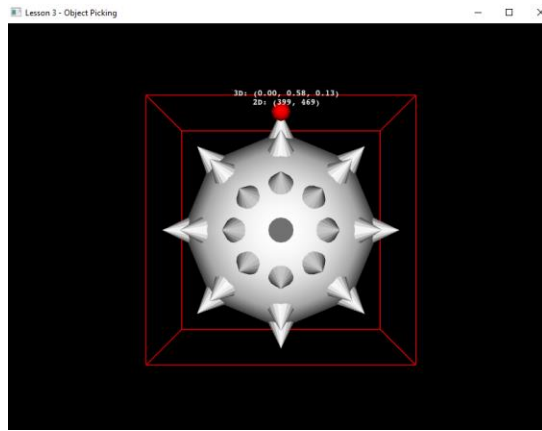 Lesson 3 - Object Picking
3D: (0.00, 0.58, 0.13)
2D: (399, 469)